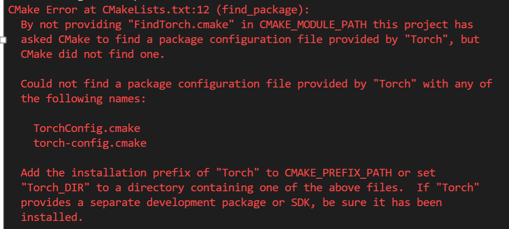 CMake Error at CMakeLists.txt:12 (find_package):
By not providing "FindTorch.cmake" in CMAKE_MODULE_PATH this project has
asked CMake to find a package configuration file provided by "Torch", but
CMake did not find one.
Could not find a package configuration file provided by "Torch" with any of
the following names:
TorchConfig.cmake
torch-config.cmake
Add the installation prefix of "Torch" to CMAKE_PREFIX_PATH or set
"Torch_DIR" to a directory containing one of the above files.  If "Torch"
provides a separate development package or SDK, be sure it has been
installed.